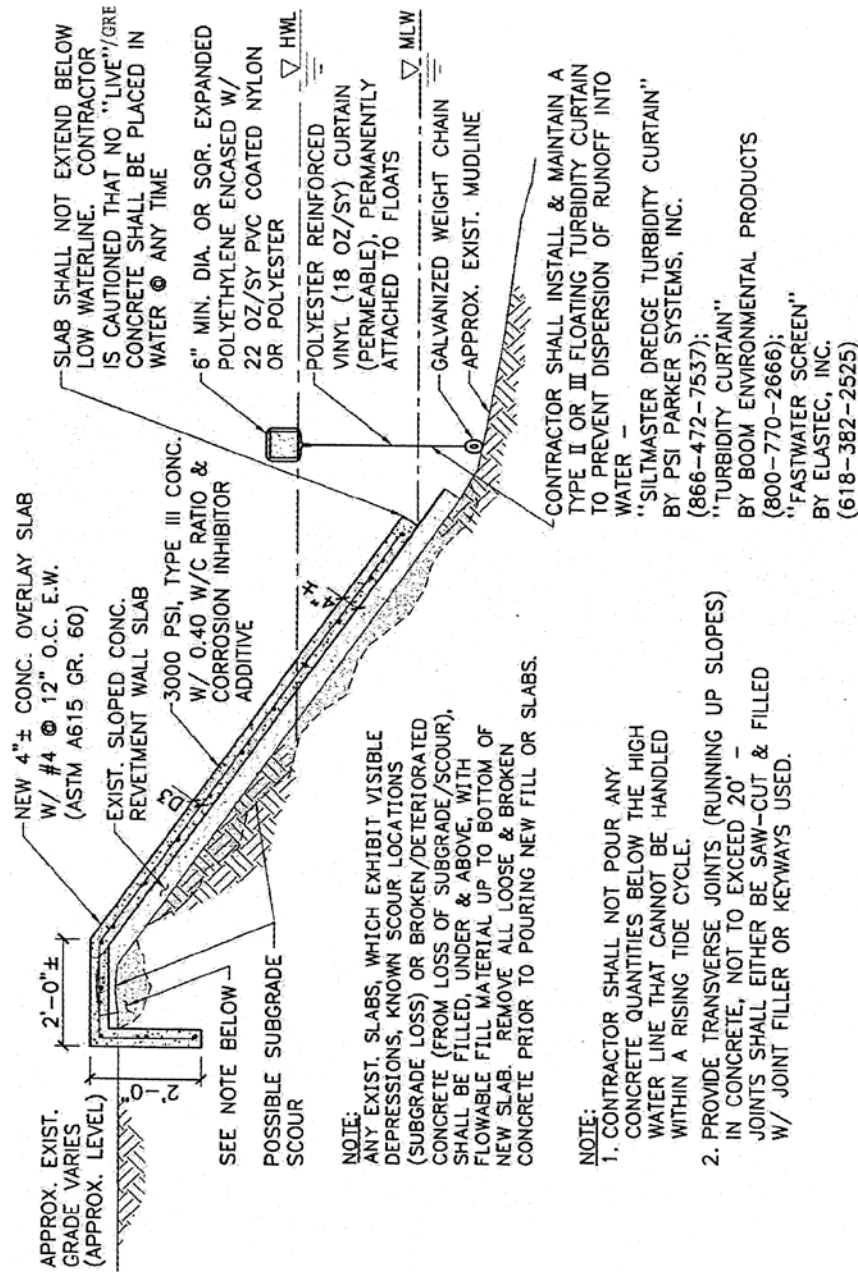 APPROX. EXIST.
GRADE VARIES
(APPROX. LEVEL)
2'-0"±
2'-0"
SEE NOTE BELOW
POSSIBLE SUBGRADE
SCOUR
NEW 4"± CONC. OVERLAY SLAB
W/ #4 @ 12" O.C. E.W.
(ASTM A615 GR. 60)
EXIST. SLOPED CONC.
REVETMENT WALL SLAB
3000 PSI, TYPE III CONC.
W/ 0.40 W/C RATIO &
CORROSION INHIBITOR
ADDITIVE
D3
4"±
SLAB SHALL NOT EXTEND BELOW
LOW WATERLINE. CONTRACTOR
IS CAUTIONED THAT NO "LIVE"/GRE
CONCRETE SHALL BE PLACED IN
WATER @ ANY TIME
6" MIN. DIA. OR SQR. EXPANDED
POLYETHYLENE ENCASED W/
22 OZ/SY PVC COATED NYLON
OR POLYESTER
HWL
POLYESTER REINFORCED
VINYL (18 OZ/SY) CURTAIN
(PERMEABLE), PERMANENTLY
ATTACHED TO FLOATS
MLW
GALVANIZED WEIGHT CHAIN
APPROX. EXIST. MUDLINE
CONTRACTOR SHALL INSTALL & MAINTAIN A
TYPE II OR III FLOATING TURBIDITY CURTAIN
TO PREVENT DISPERSION OF RUNOFF INTO
WATER –
"SILTMASTER DREDGE TURBIDITY CURTAIN"
BY PSI PARKER SYSTEMS, INC.
(866-472-7537);
"TURBIDITY CURTAIN"
BY BOOM ENVIRONMENTAL PRODUCTS
(800-770-2666);
"FASTWATER SCREEN"
BY ELASTEC, INC.
(618-382-2525)
NOTE:
ANY EXIST. SLABS, WHICH EXHIBIT VISIBLE
DEPRESSIONS, KNOWN SCOUR LOCATIONS
(SUBGRADE LOSS) OR BROKEN/DETERIORATED
CONCRETE (FROM LOSS OF SUBGRADE/SCOUR),
SHALL BE FILLED, UNDER & ABOVE, WITH
FLOWABLE FILL MATERIAL UP TO BOTTOM OF
NEW SLAB. REMOVE ALL LOOSE & BROKEN
CONCRETE PRIOR TO POURING NEW FILL OR SLABS.
NOTE:
1. CONTRACTOR SHALL NOT POUR ANY
CONCRETE QUANTITIES BELOW THE HIGH
WATER LINE THAT CANNOT BE HANDLED
WITHIN A RISING TIDE CYCLE.
2. PROVIDE TRANSVERSE JOINTS (RUNNING UP SLOPES)
IN CONCRETE, NOT TO EXCEED 20' –
JOINTS SHALL EITHER BE SAW-CUT & FILLED
W/ JOINT FILLER OR KEYWAYS USED.